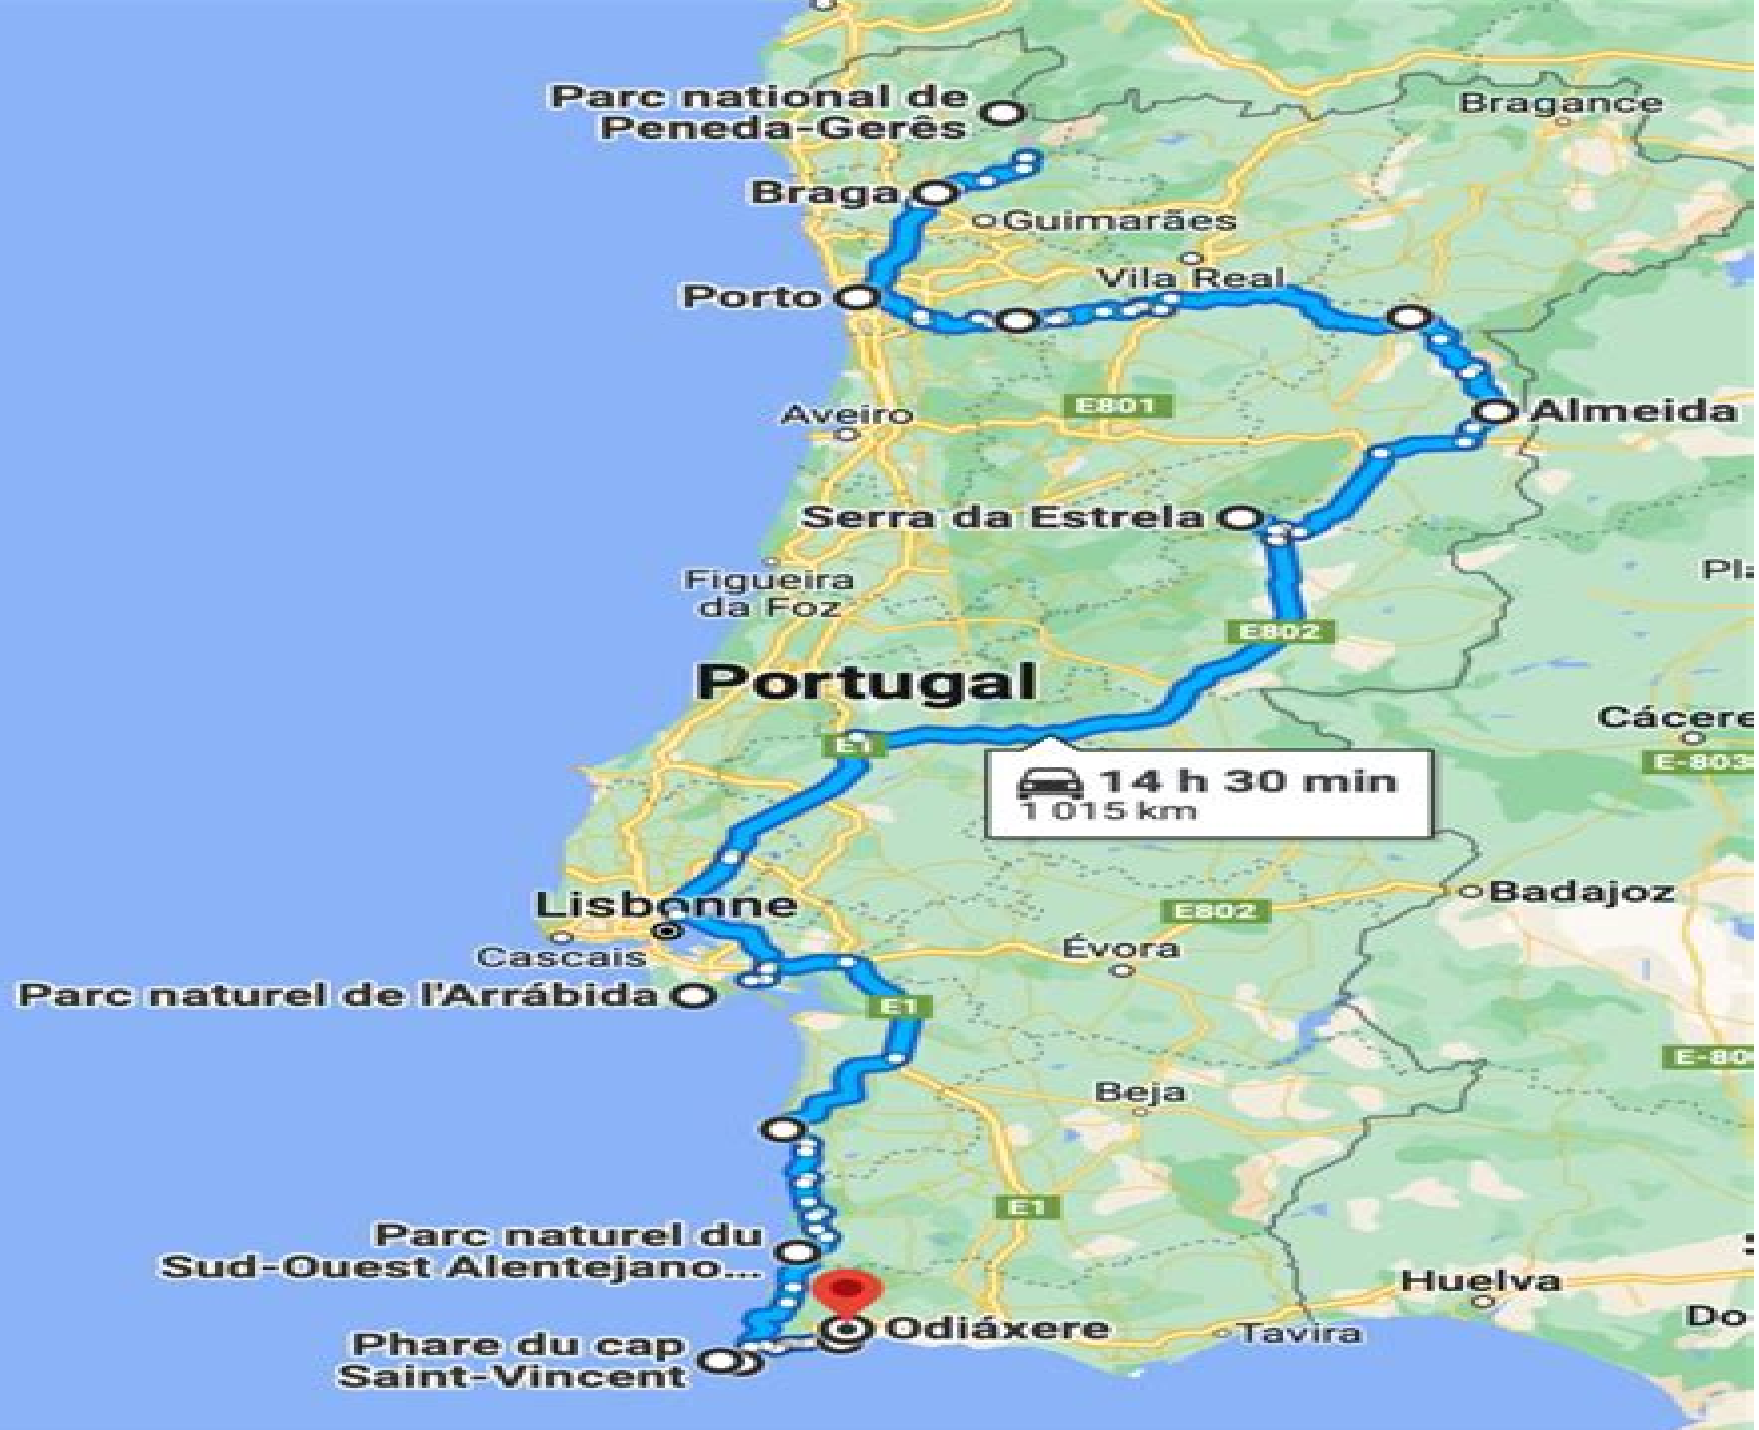 Parc national de
Peneda-Gerês
Bragance
Braga
Guimarães
Vila Real
Porto
E801
Aveiro
Almeida
Serra da Estrela
Figueira
da Foz
E802
Portugal
E1
Cácere
E-803
14 h 30 min
1 015 km
Lisbonne
Badajoz
E802
Cascais
Évora
Parc naturel de l'Arrábida
E1
Beja
E1
Parc naturel du
Sud-Ouest Alentejano...
Huelva
Odiáxere
Tavira
Phare du cap
Saint-Vincent